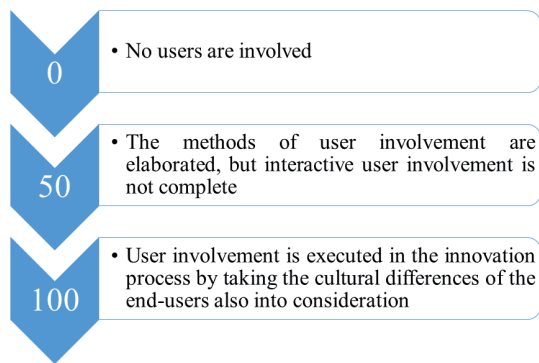 0
• No users are involved
50
• The methods of user involvement are
elaborated, but interactive user involvement is
not complete
100
• User involvement is executed in the innovation
process by taking the cultural differences of the
end-users also into consideration